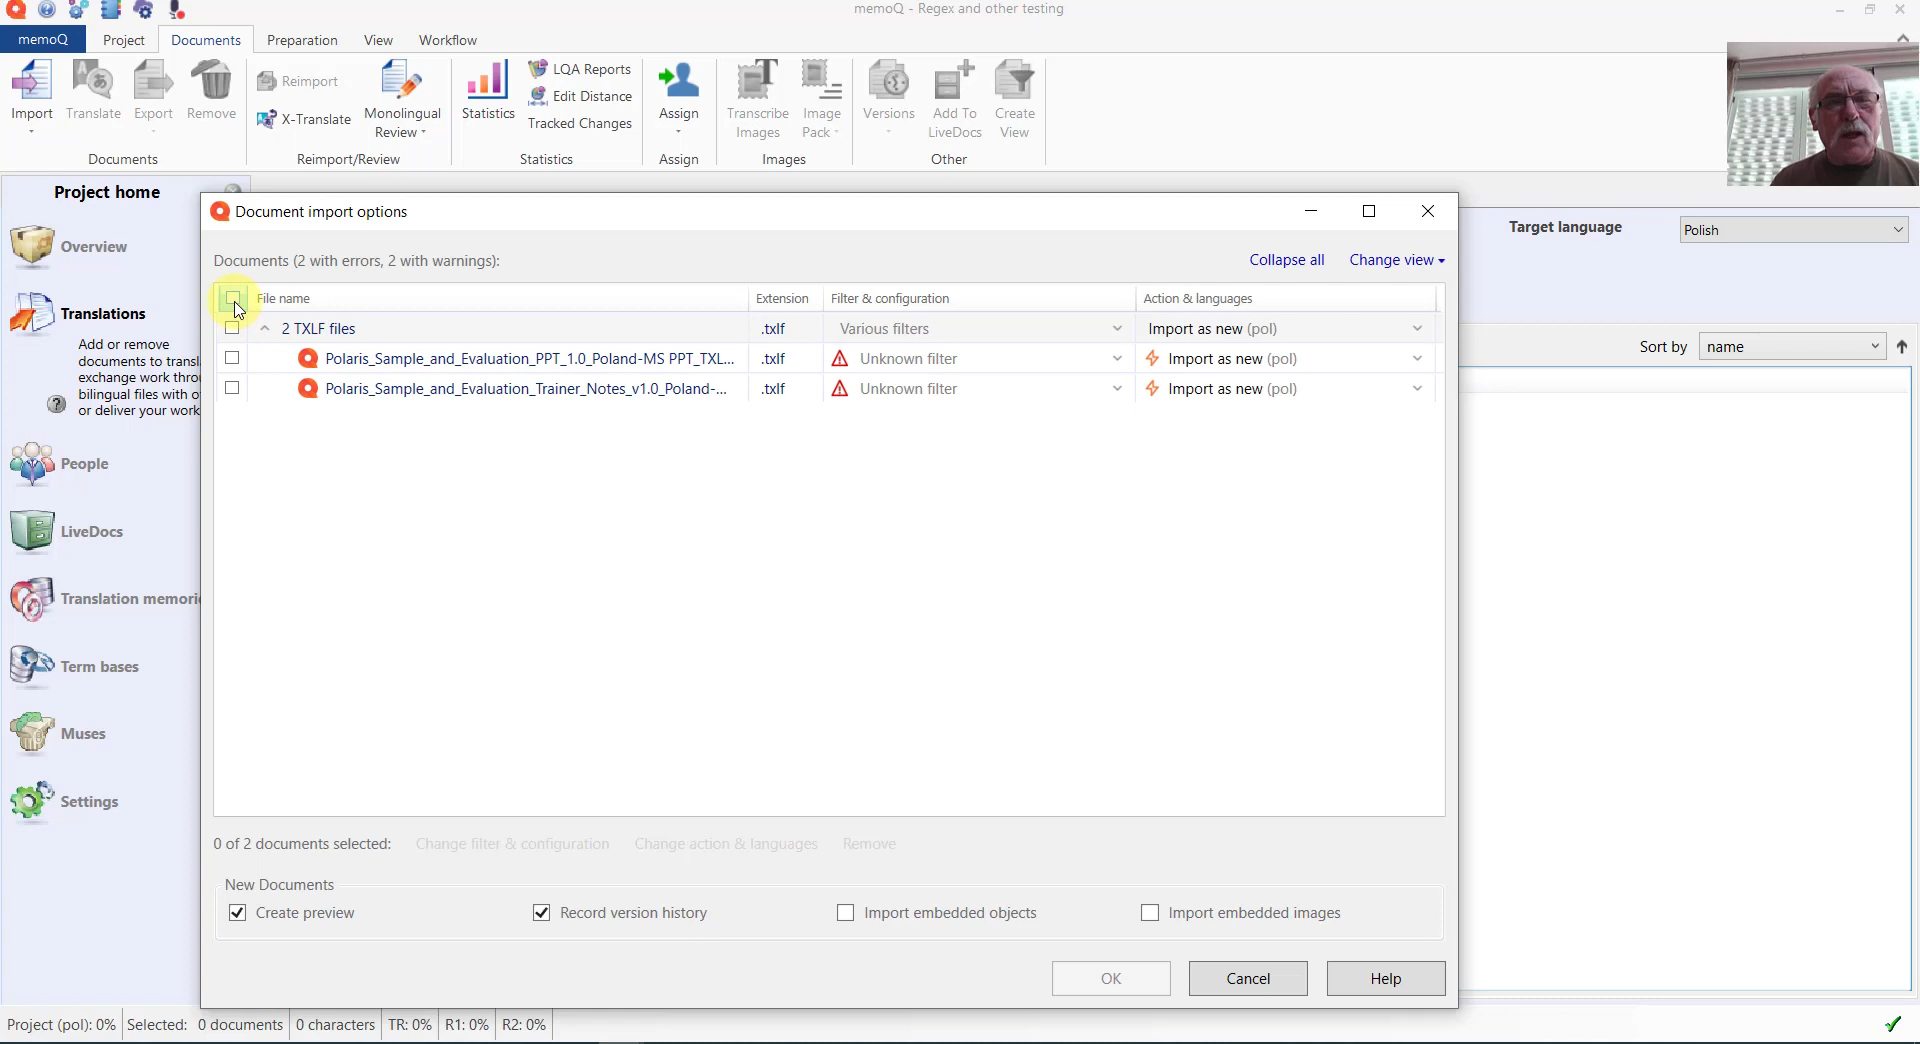 memoQ - Regex and other testing
memoQ Project Documents Preparation View Workflow
Import Translate Export Remove
Documents
Reimport
X-Translate
Monolingual
Review
Reimport/Review
Statistics
LQA Reports
Edit Distance
Tracked Changes
Statistics
Assign
Assign
Transcribe
Images
Image
Pack
Images
Versions
Add To
LiveDocs
Create
View
Other
Project home
Overview
Translations
Add or remove
documents to transl
exchange work thro
bilingual files with o
or deliver your work
People
LiveDocs
Translation memori
Term bases
Muses
Settings
Target language Polish
Sort by name
Document import options
Documents (2 with errors, 2 with warnings):
Collapse all Change view
File name Extension Filter & configuration Action & languages
2 TXLF files .txlf Various filters Import as new (pol)
Polaris_Sample_and_Evaluation_PPT_1.0_Poland-MS PPT_TXL... .txlf Unknown filter Import as new (pol)
Polaris_Sample_and_Evaluation_Trainer_Notes_v1.0_Poland-... .txlf Unknown filter Import as new (pol)
0 of 2 documents selected: Change filter & configuration Change action & languages Remove
New Documents
Create preview Record version history Import embedded objects Import embedded images
OK Cancel Help
Project (pol): 0% Selected: 0 documents 0 characters TR: 0% R1: 0% R2: 0%